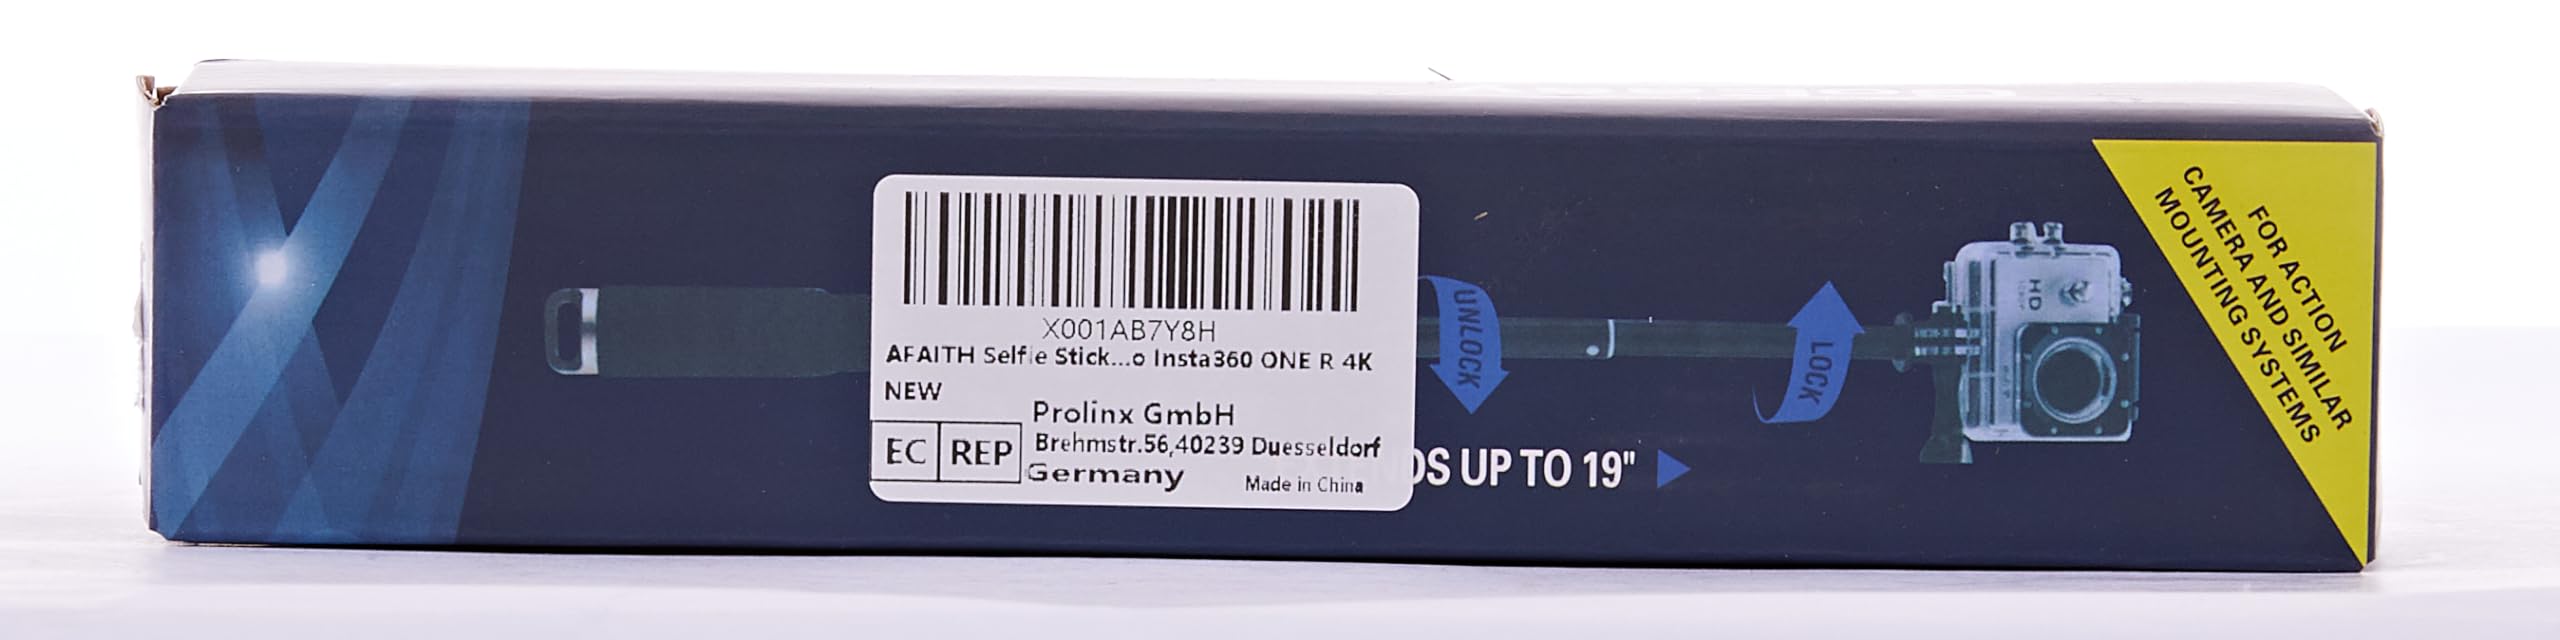 X001AB7Y8H
AFAITH Selfie Stick...o Insta360 ONE R 4K
NEW
EC REP
Prolinx GmbH
Brehmstr.56,40239 Duesseldorf
Germany
Made in China
UNLOCK
LOCK
UP TO 19"
HD
FOR ACTION
CAMERA AND SIMILAR
MOUNTING SYSTEMS